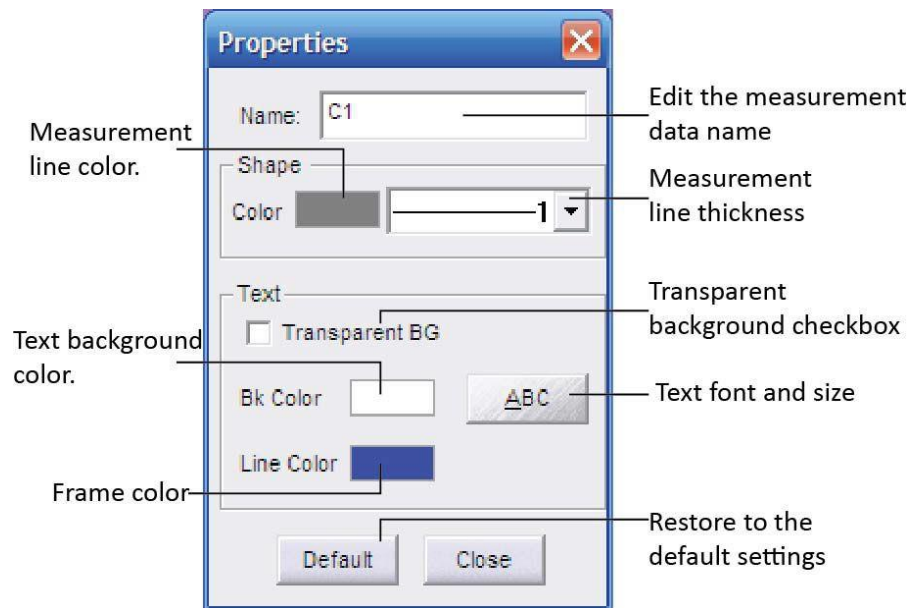 Properties
Name: C1
Edit the measurement
data name
Measurement
line color.
Shape
Color
1
Measurement
line thickness
Text
Transparent BG
Transparent
background checkbox
Text background
color.
Bk Color
ABC
Text font and size
Line Color
Frame color
Default
Close
Restore to the
default settings